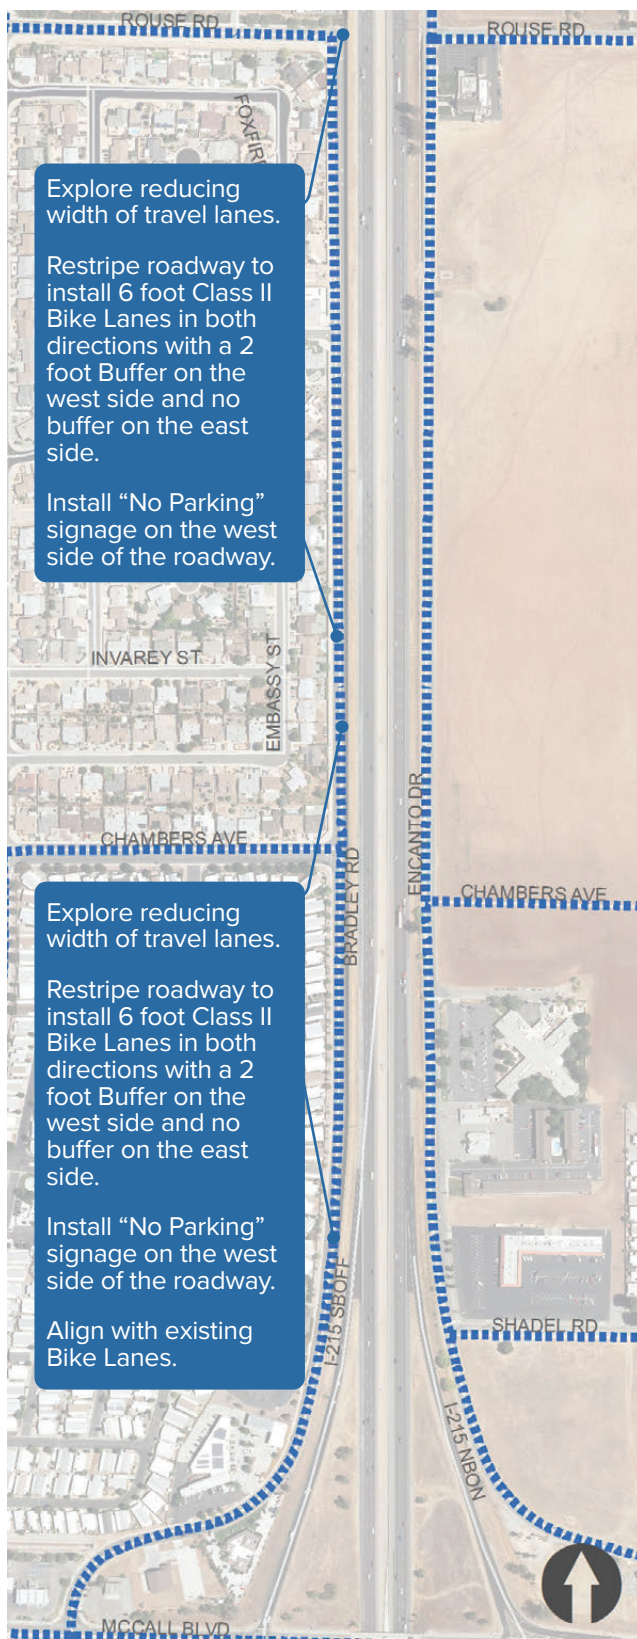 ROUSE RD
ROUSE RD
Explore reducing
width of travel lanes.
Restripe roadway to
install 6 foot Class II
Bike Lanes in both
directions with a 2
foot Buffer on the
west side and no
buffer on the east
side.
Install “No Parking”
signage on the west
side of the roadway.
INVAREY ST
EMBASSY ST
ENCANTO DR
CHAMBERS AVE
BRADLEY RD
CHAMBERS AVE
Explore reducing
width of travel lanes.
Restripe roadway to
install 6 foot Class II
Bike Lanes in both
directions with a 2
foot Buffer on the
west side and no
buffer on the east
side.
Install “No Parking”
signage on the west
side of the roadway.
Align with existing
Bike Lanes.
I-215 SBOFF
SHADEL RD
I-215 NBON
MCCALL BLVD